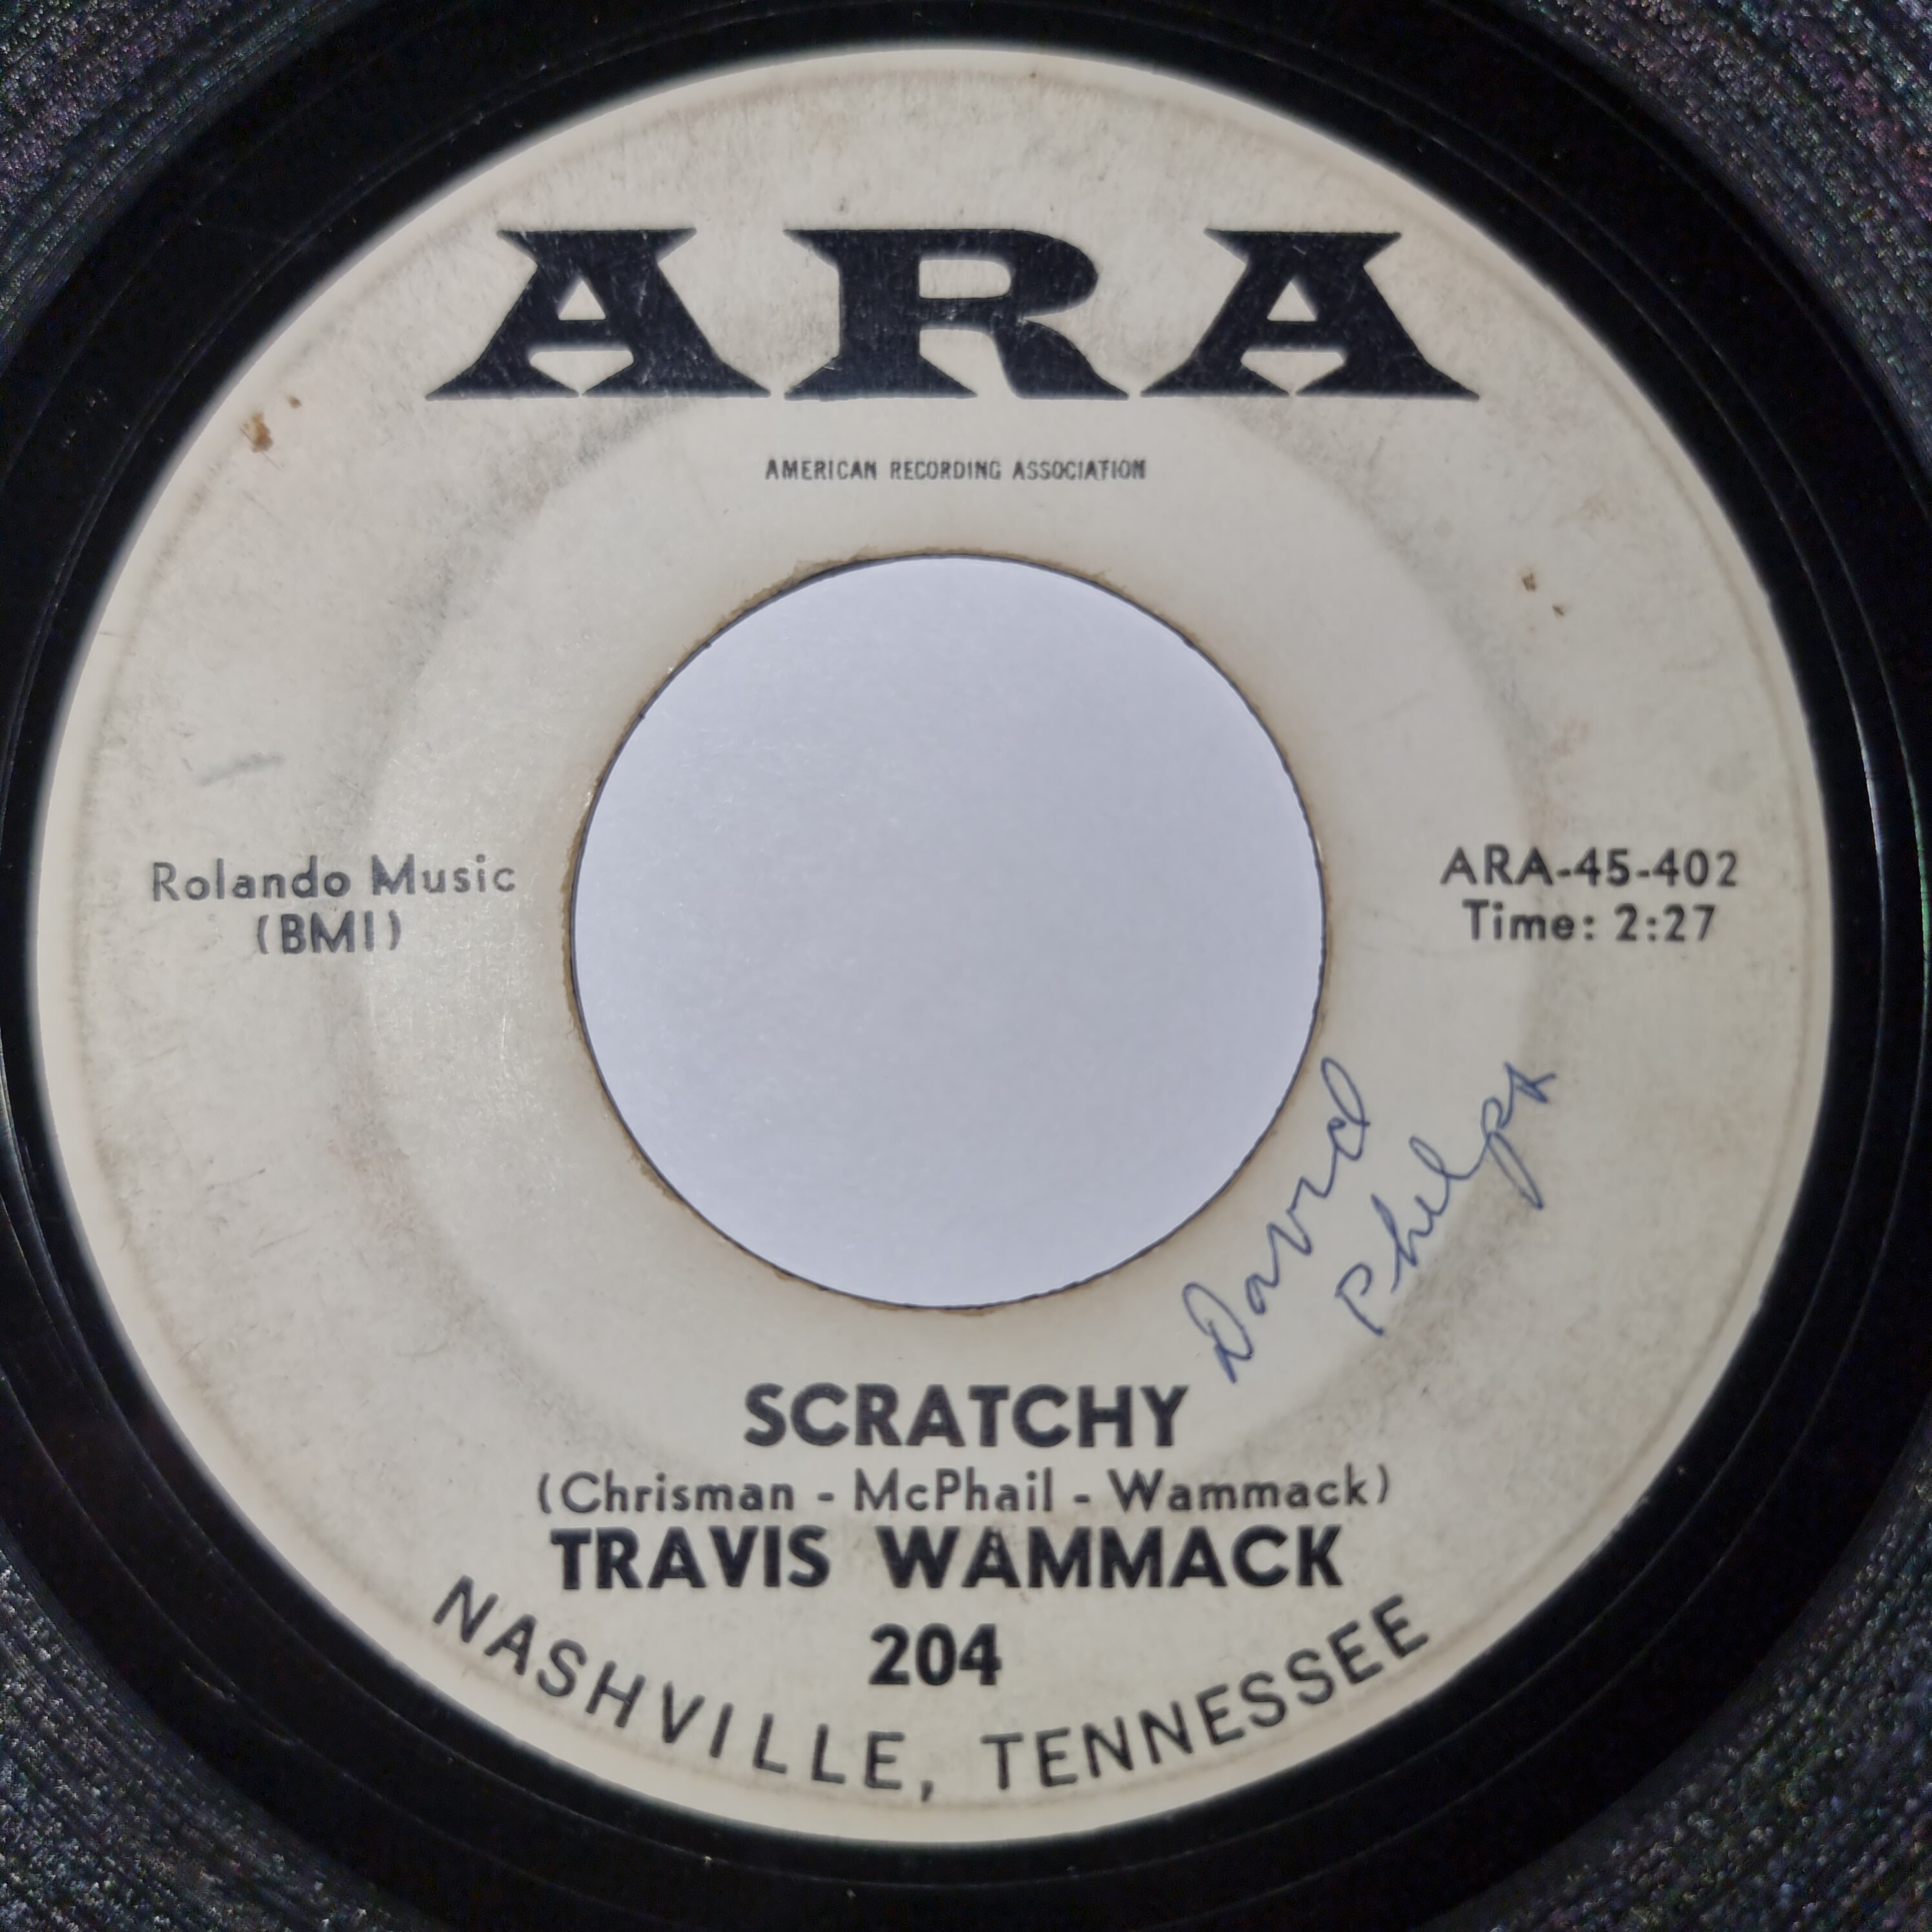 ARA
AMERICAN RECORDING ASSOCIATION
Rolando Music
(BMI)
ARA-45-402
Time: 2:27
David
Phelps
SCRATCHY
(Chrisman - McPhail - Wammack)
TRAVIS WAMMACK
204
NASHVILLE, TENNESSEE